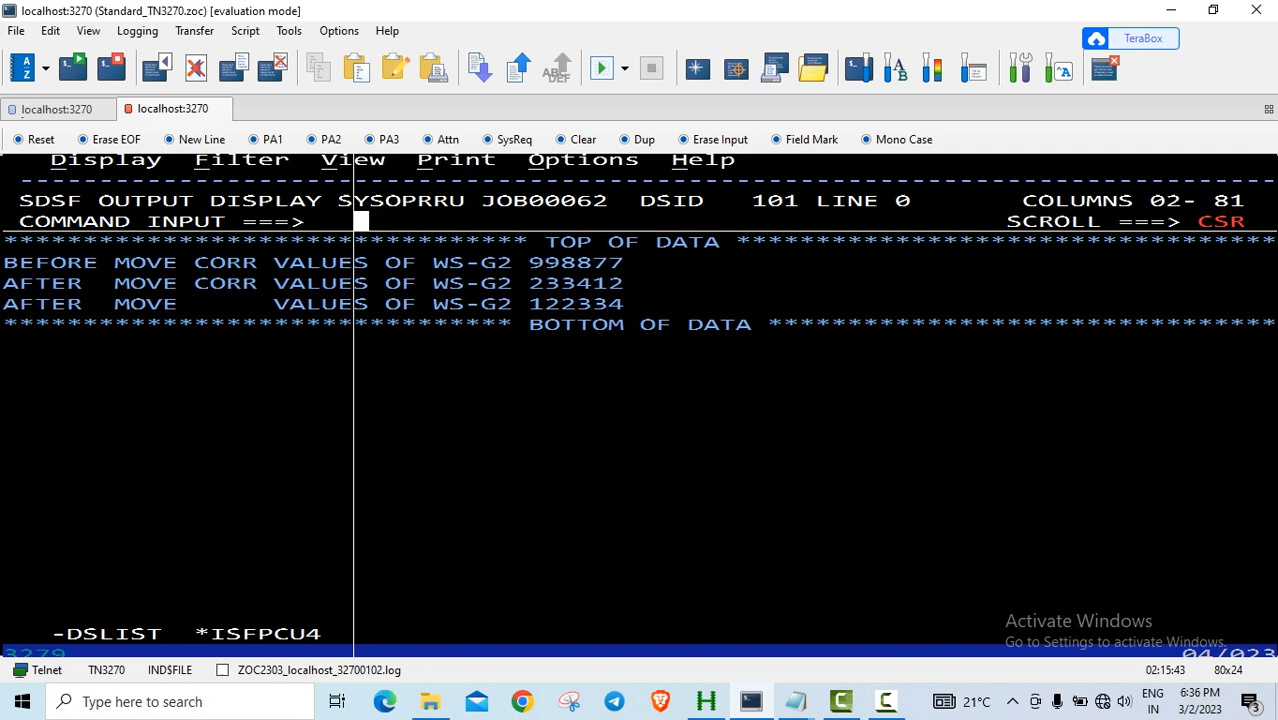 localhost:3270 (Standard_TN3270.zoc) [evaluation mode]
File Edit View Logging Transfer Script Tools Options Help
TeraBox
localhost:3270 localhost:3270
Reset Erase EOF New Line PA1 PA2 PA3 Attn SysReq Clear Dup Erase Input Field Mark Mono Case
Display Filter View Print Options Help
SDSF OUTPUT DISPLAY SYSOPRRU JOB00062 DSID 101 LINE 0 COLUMNS 02- 81
COMMAND INPUT ===> SCROLL ===> CSR
********************************* TOP OF DATA **********************************
BEFORE MOVE CORR VALUES OF WS-G2 998877
AFTER MOVE CORR VALUES OF WS-G2 233412
AFTER MOVE VALUES OF WS-G2 122334
******************************** BOTTOM OF DATA ********************************
-DSLIST *ISFPCU4
Activate Windows
Go to Settings to activate Windows.
3279 04/023
Telnet TN3270 IND$FILE ZOC2303_localhost_32700102.log 02:15:43 80x24
Type here to search
21°C
ENG
IN
6:36 PM
3/2/2023
3